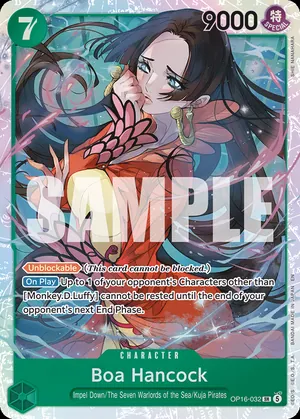 7
9000
特
SPECIAL
SAMPLE
Unblockable (This card cannot be blocked.)
On Play Up to 1 of your opponent's Characters other than
[Monkey.D.Luffy] cannot be rested until the end of your
opponent's next End Phase.
CHARACTER
Boa Hancock
Impel Down/The Seven Warlords of the Sea/Kuja Pirates
OP16-032 SR 5